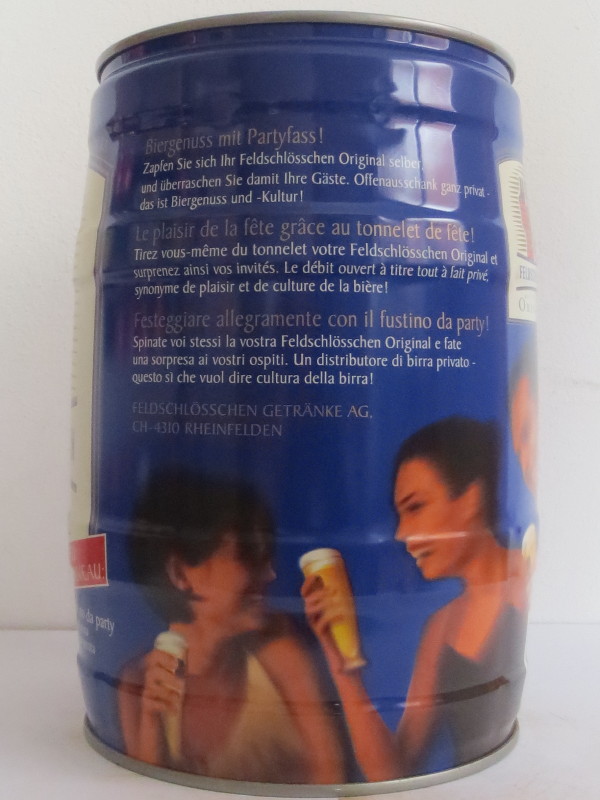 Biergenuss mit Partyfass!
Zapfen Sie sich Ihr Feldschlösschen Original selber,
und überraschen Sie damit Ihre Gäste. Offenausschank ganz privat -
das ist Biergenuss und -Kultur!
Le plaisir de la fête grâce au tonnelet de fête!
Tirez vous-même du tonnelet votre Feldschlösschen Original et
surprenez ainsi vos invités. Le débit ouvert à titre tout à fait privé,
synonyme de plaisir et de culture de la bière!
Festeggiare allegramente con il fustino da party!
Spinate voi stessi la vostra Feldschlösschen Original e fate
una sorpresa ai vostri ospiti. Un distributore di birra privato -
questo sì che vuol dire cultura della birra!
FELDSCHLÖSSCHEN GETRÄNKE AG,
CH-4310 RHEINFELDEN
da party